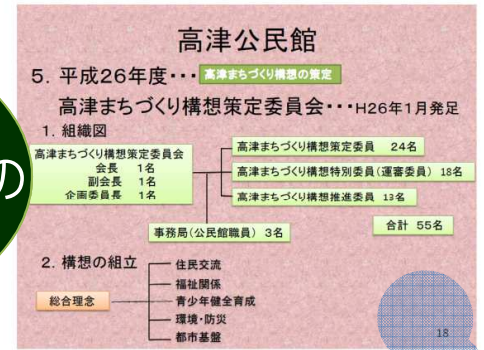 高津公民館
5. 平成26年度・・・高津まちづくり構想の策定
高津まちづくり構想策定委員会・・・H26年1月発足
1. 組織図
高津まちづくり構想策定委員会
会長 1名
副会長 1名
企画委員長 1名
高津まちづくり構想策定委員 24名
高津まちづくり構想特別委員(運審委員) 18名
高津まちづくり構想推進委員 13名
事務局(公民館職員) 3名
合計 55名
2. 構想の組立
総合理念
住民交流
福祉関係
青少年健全育成
環境・防災
都市基盤
の
18